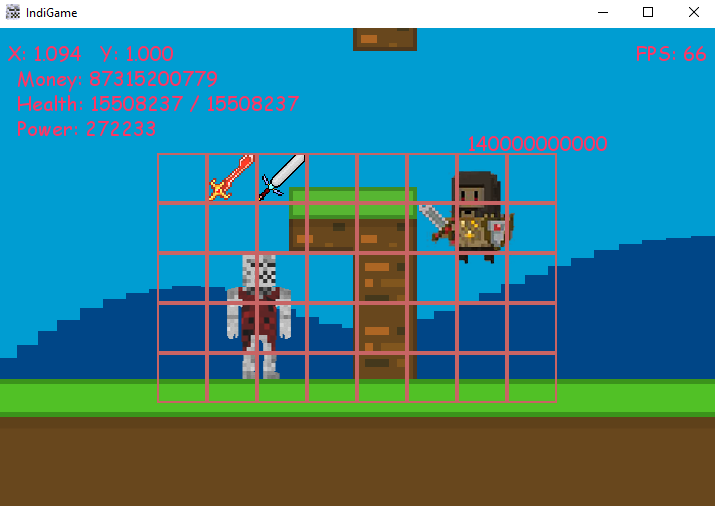 IndiGame
X: 1094 Y: 1000
FPS: 66
Money: 87315200779
Health: 15508237 / 15508237
Power: 272233
140000000000